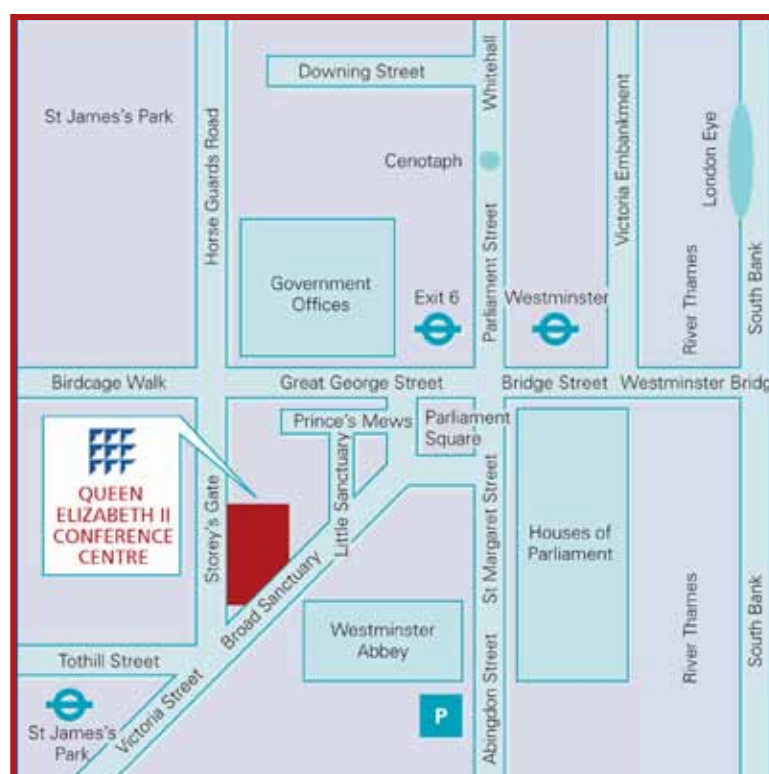 Downing Street
Whitehall
St James's Park
Horse Guards Road
Cenotaph
Victoria Embankment
London Eye
Government
Offices
Exit 6
Parliament Street
Westminster
River Thames
South Bank
Birdcage Walk
Great George Street
Bridge Street
Westminster Bridg
Prince's Mews
Parliament
Square
QUEEN
ELIZABETH II
CONFERENCE
CENTRE
Storey's Gate
Little Sanctuary
Broad Sanctuary
St Margaret Street
Houses of
Parliament
Westminster
Abbey
Tothill Street
Victoria Street
St James's
Park
P
Abingdon Street
River Thames
South Bank